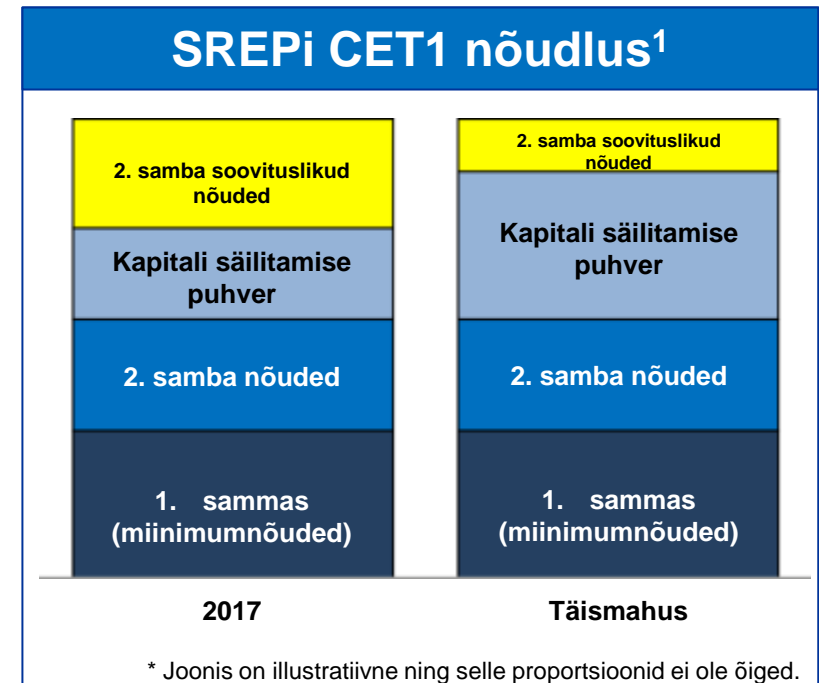 SREPi CET1 nõudlus¹
2. samba soovituslikud
nõuded
Kapitali säilitamise
puhver
2. samba nõuded
1. sammas
(miinimumnõuded)
2017
2. samba soovituslikud
nõuded
Kapitali säilitamise
puhver
2. samba nõuded
1. sammas
(miinimumnõuded)
Täismahus
* Joonis on illustratiivne ning selle proportsioonid ei ole õiged.